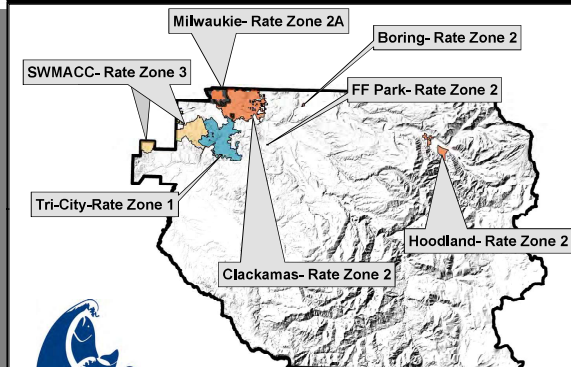 Milwaukie- Rate Zone 2A
Boring- Rate Zone 2
SWMACC- Rate Zone 3
FF Park- Rate Zone 2
Tri-City-Rate Zone 1
Hoodland- Rate Zone 2
Clackamas- Rate Zone 2